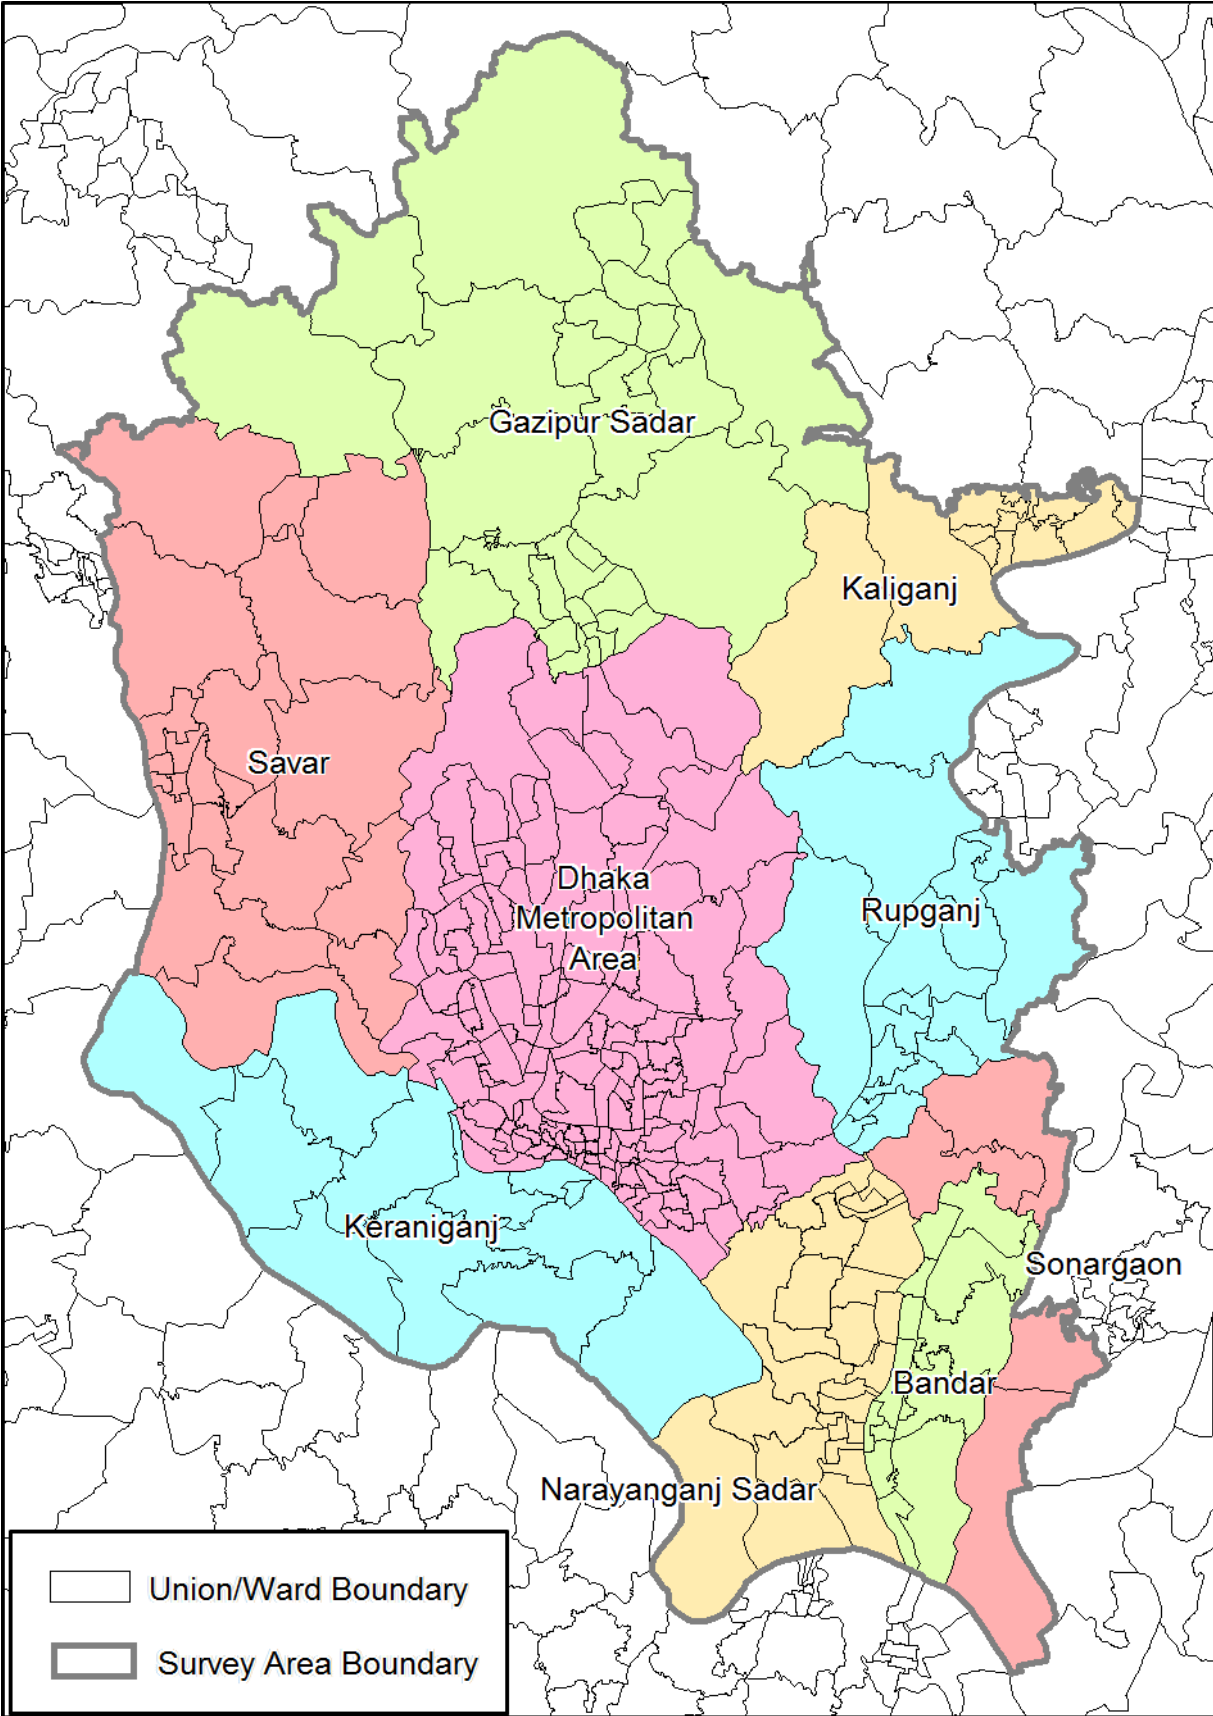 Gazipur Sadar
Kaliganj
Savar
Dhaka
Metropolitan
Area
Rupganj
Keraniganj
Sonargaon
Bandar
Narayanganj Sadar
Union/Ward Boundary
Survey Area Boundary